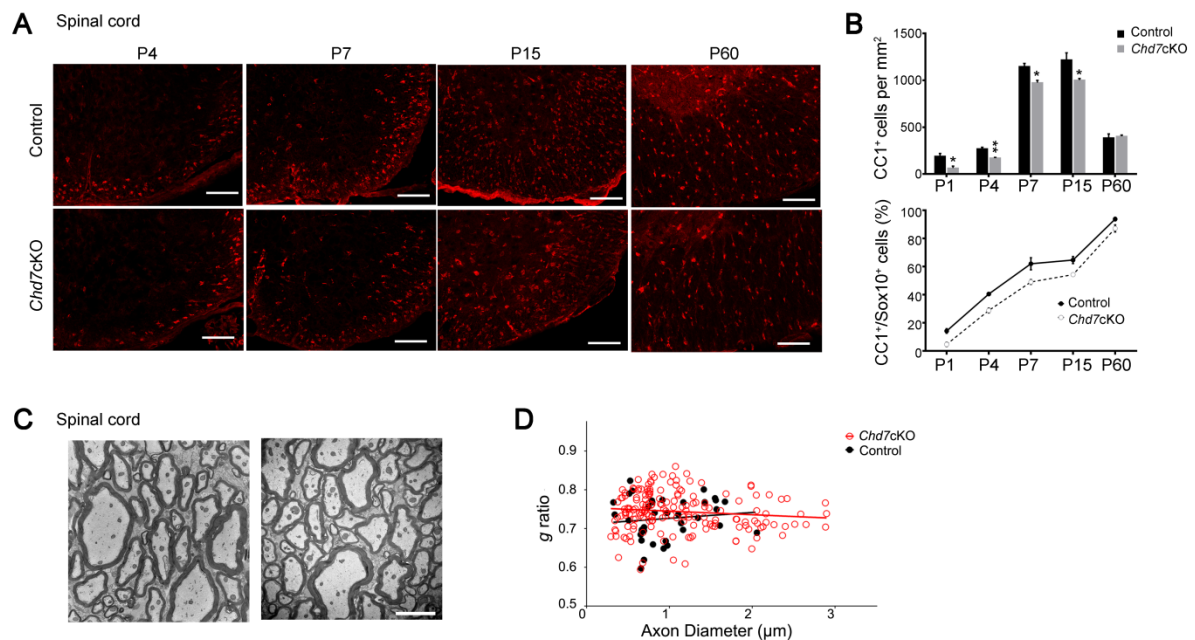 A Spinal cord
P4 P7 P15 P60
Control
Chd7cKO
B
CC1⁺ cells per mm²
1500
1000
500
0
Control
Chd7cKO
* ** * *
P1 P4 P7 P15 P60
CC1⁺/Sox10⁺ cells (%)
100
80
60
40
20
0
Control
Chd7cKO
P1 P4 P7 P15 P60
C Spinal cord
D
Chd7cKO
Control
g ratio
0.9
0.8
0.7
0.6
0.5
0 1 2 3
Axon Diameter (µm)